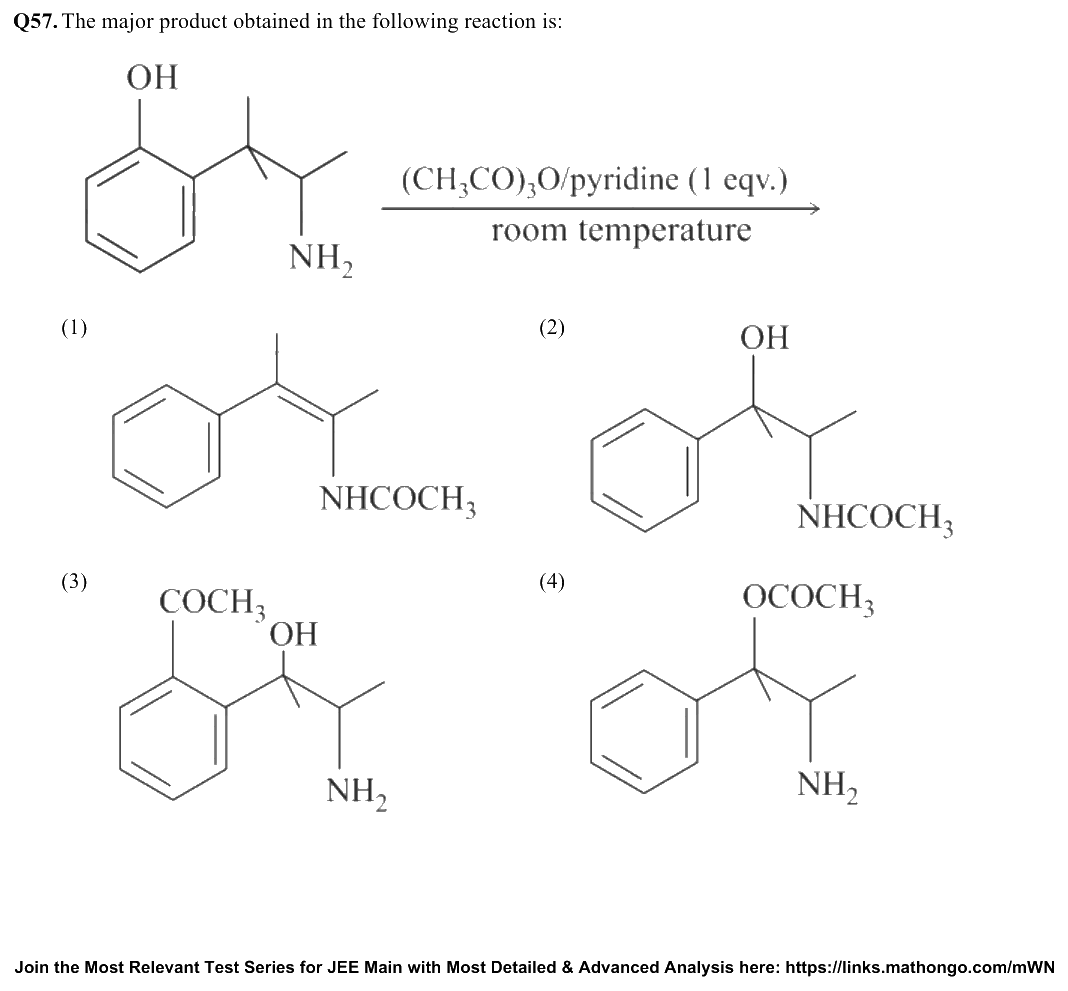 Q57. The major product obtained in the following reaction is:
OH
NH2
(CH3CO)3O/pyridine (1 eqv.)
room temperature
(1)
NHCOCH3
(2)
OH
NHCOCH3
(3)
COCH3
OH
NH2
(4)
OCOCH3
NH2
Join the Most Relevant Test Series for JEE Main with Most Detailed & Advanced Analysis here: https://links.mathongo.com/mWN